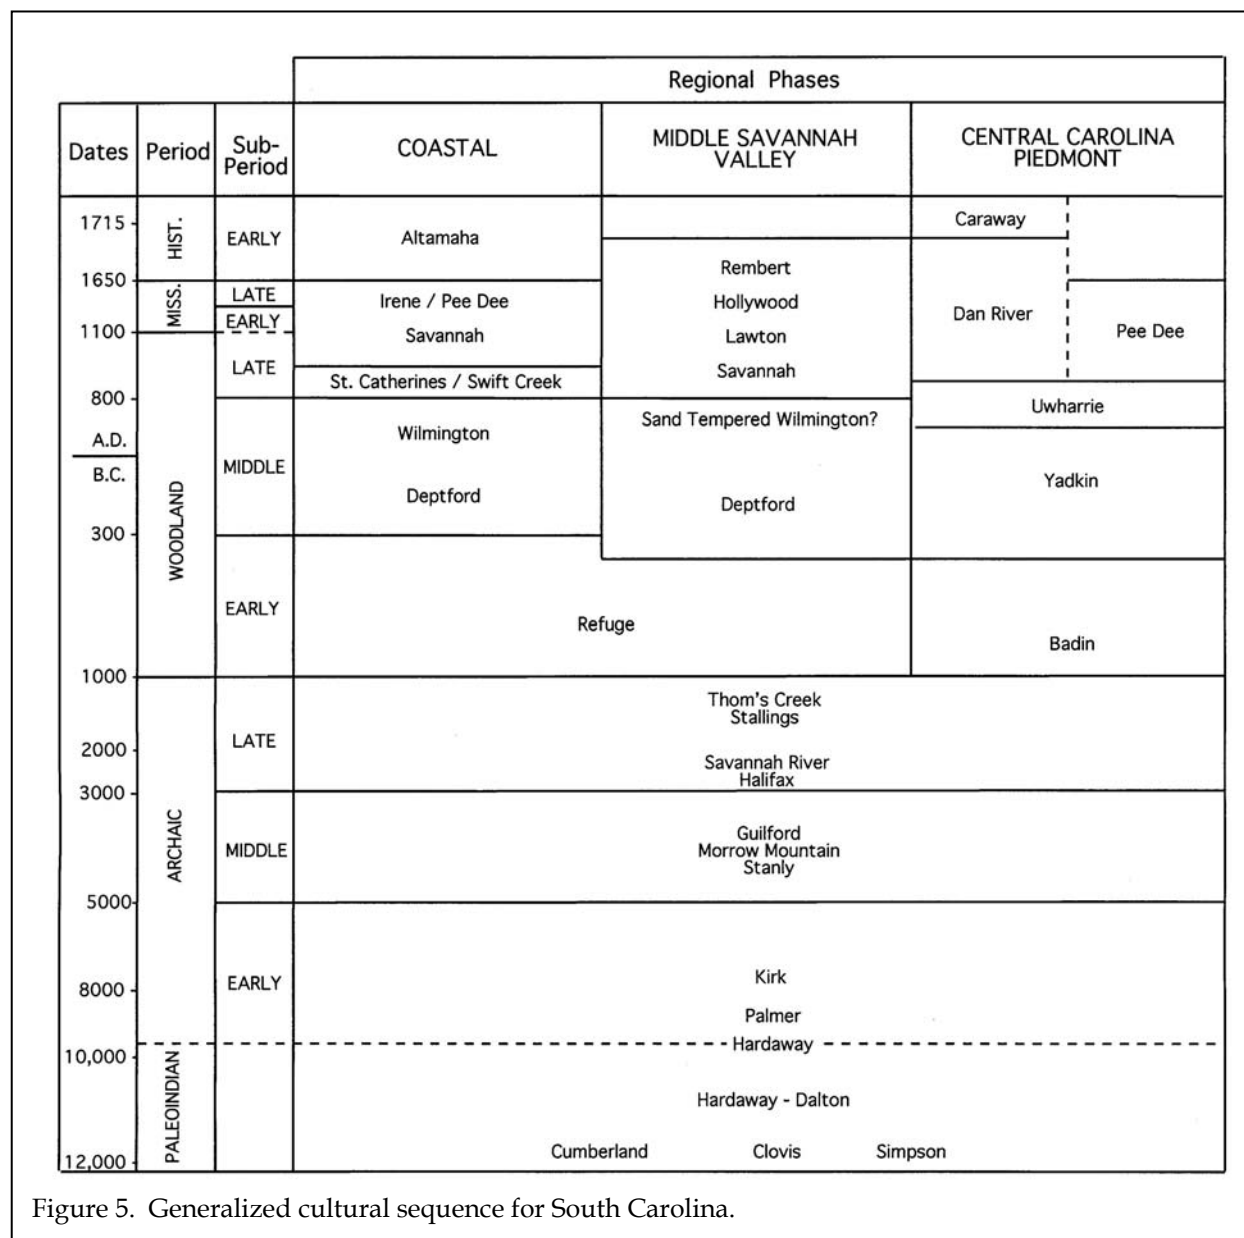 Regional Phases
Dates
Period
Sub-
Period
COASTAL
MIDDLE SAVANNAH
VALLEY
CENTRAL CAROLINA
PIEDMONT
1715
HIST.
EARLY
Altamaha
Caraway
1650
MISS.
LATE
Irene / Pee Dee
Rembert
Hollywood
Dan River
EARLY
1100
Savannah
Lawton
Pee Dee
LATE
St. Catherines / Swift Creek
Savannah
800
Sand Tempered Wilmington?
Uwharrie
A.D.
Wilmington
B.C.
MIDDLE
WOODLAND
Deptford
Deptford
Yadkin
300
EARLY
Refuge
Badin
1000
Thom's Creek
Stallings
2000
LATE
Savannah River
Halifax
3000
ARCHAIC
MIDDLE
Guilford
Morrow Mountain
Stanly
5000
EARLY
Kirk
8000
Palmer
Hardaway
10,000
PALEOINDIAN
Hardaway - Dalton
Cumberland
Clovis
Simpson
12,000
Figure 5. Generalized cultural sequence for South Carolina.